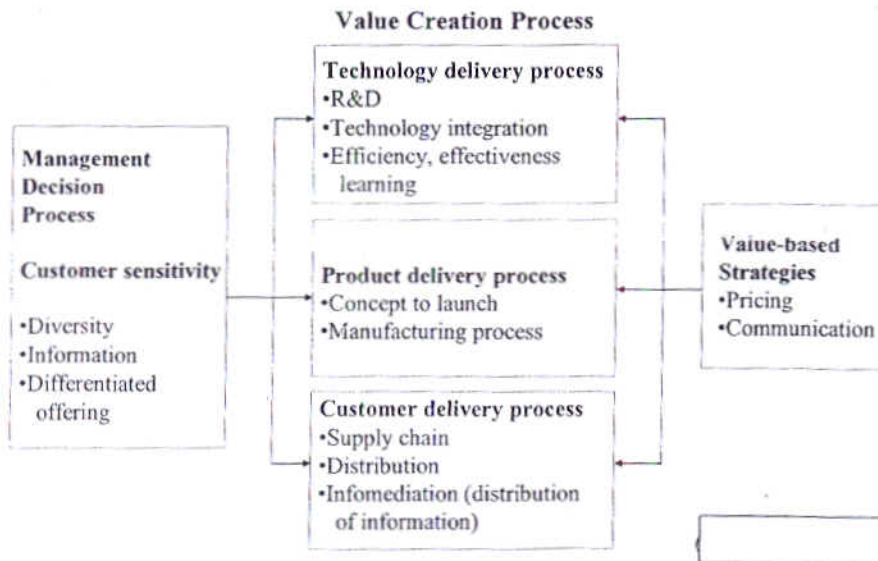 Value Creation Process
Technology delivery process
•R&D
•Technology integration
•Efficiency, effectiveness
learning
Management
Decision
Process
Customer sensitivity
•Diversity
•Information
•Differentiated
offering
Product delivery process
•Concept to launch
•Manufacturing process
Value-based
Strategies
•Pricing
•Communication
Customer delivery process
•Supply chain
•Distribution
•Infomediation (distribution
of information)